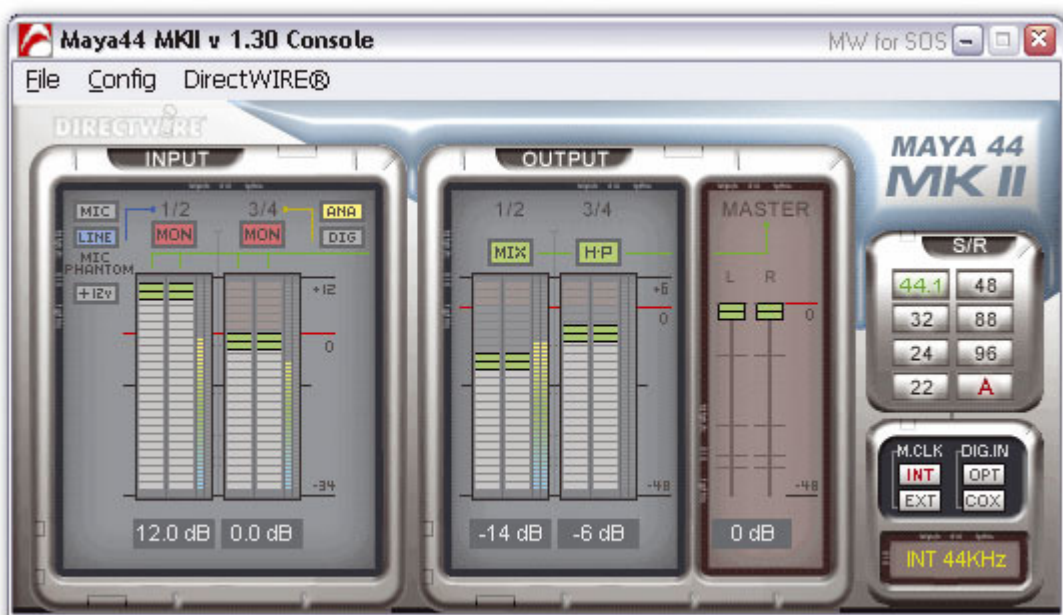 Maya44 MKII v 1.30 Console
MW for SOS
File Config DirectWIRE®
DIRECTWIRE
INPUT
MIC 1/2 3/4 ANA
LINE MON MON DIG
MIC
PHANTOM
+12v
+12
0
-34
12.0 dB 0.0 dB
OUTPUT
1/2 3/4 MASTER
MIX H·P
L R
+6
0 0
-48 -48
-14 dB -6 dB 0 dB
MAYA 44
MK II
S/R
44.1 48
32 88
24 96
22 A
M.CLK DIG.IN
INT OPT
EXT COX
INT 44KHz